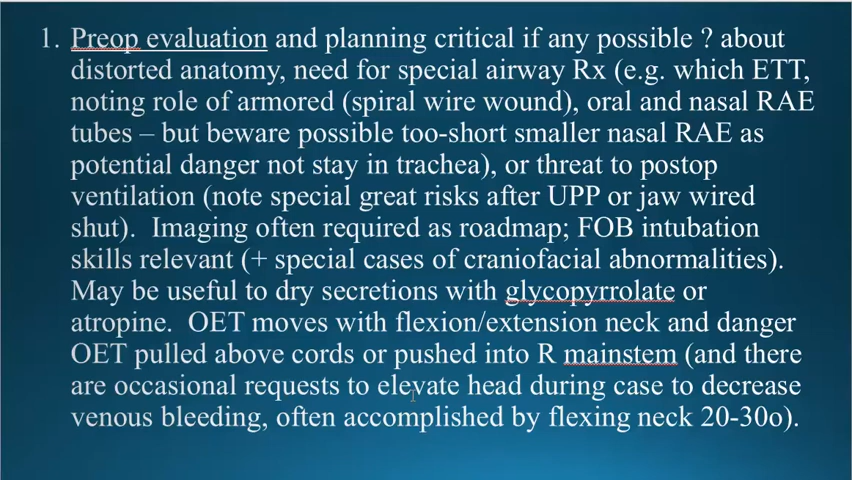 1. Preop evaluation and planning critical if any possible ? about
distorted anatomy, need for special airway Rx (e.g. which ETT,
noting role of armored (spiral wire wound), oral and nasal RAE
tubes – but beware possible too-short smaller nasal RAE as
potential danger not stay in trachea), or threat to postop
ventilation (note special great risks after UPP or jaw wired
shut).  Imaging often required as roadmap; FOB intubation
skills relevant (+ special cases of craniofacial abnormalities).
May be useful to dry secretions with glycopyrrolate or
atropine.  OET moves with flexion/extension neck and danger
OET pulled above cords or pushed into R mainstem (and there
are occasional requests to elevate head during case to decrease
venous bleeding, often accomplished by flexing neck 20-30o).